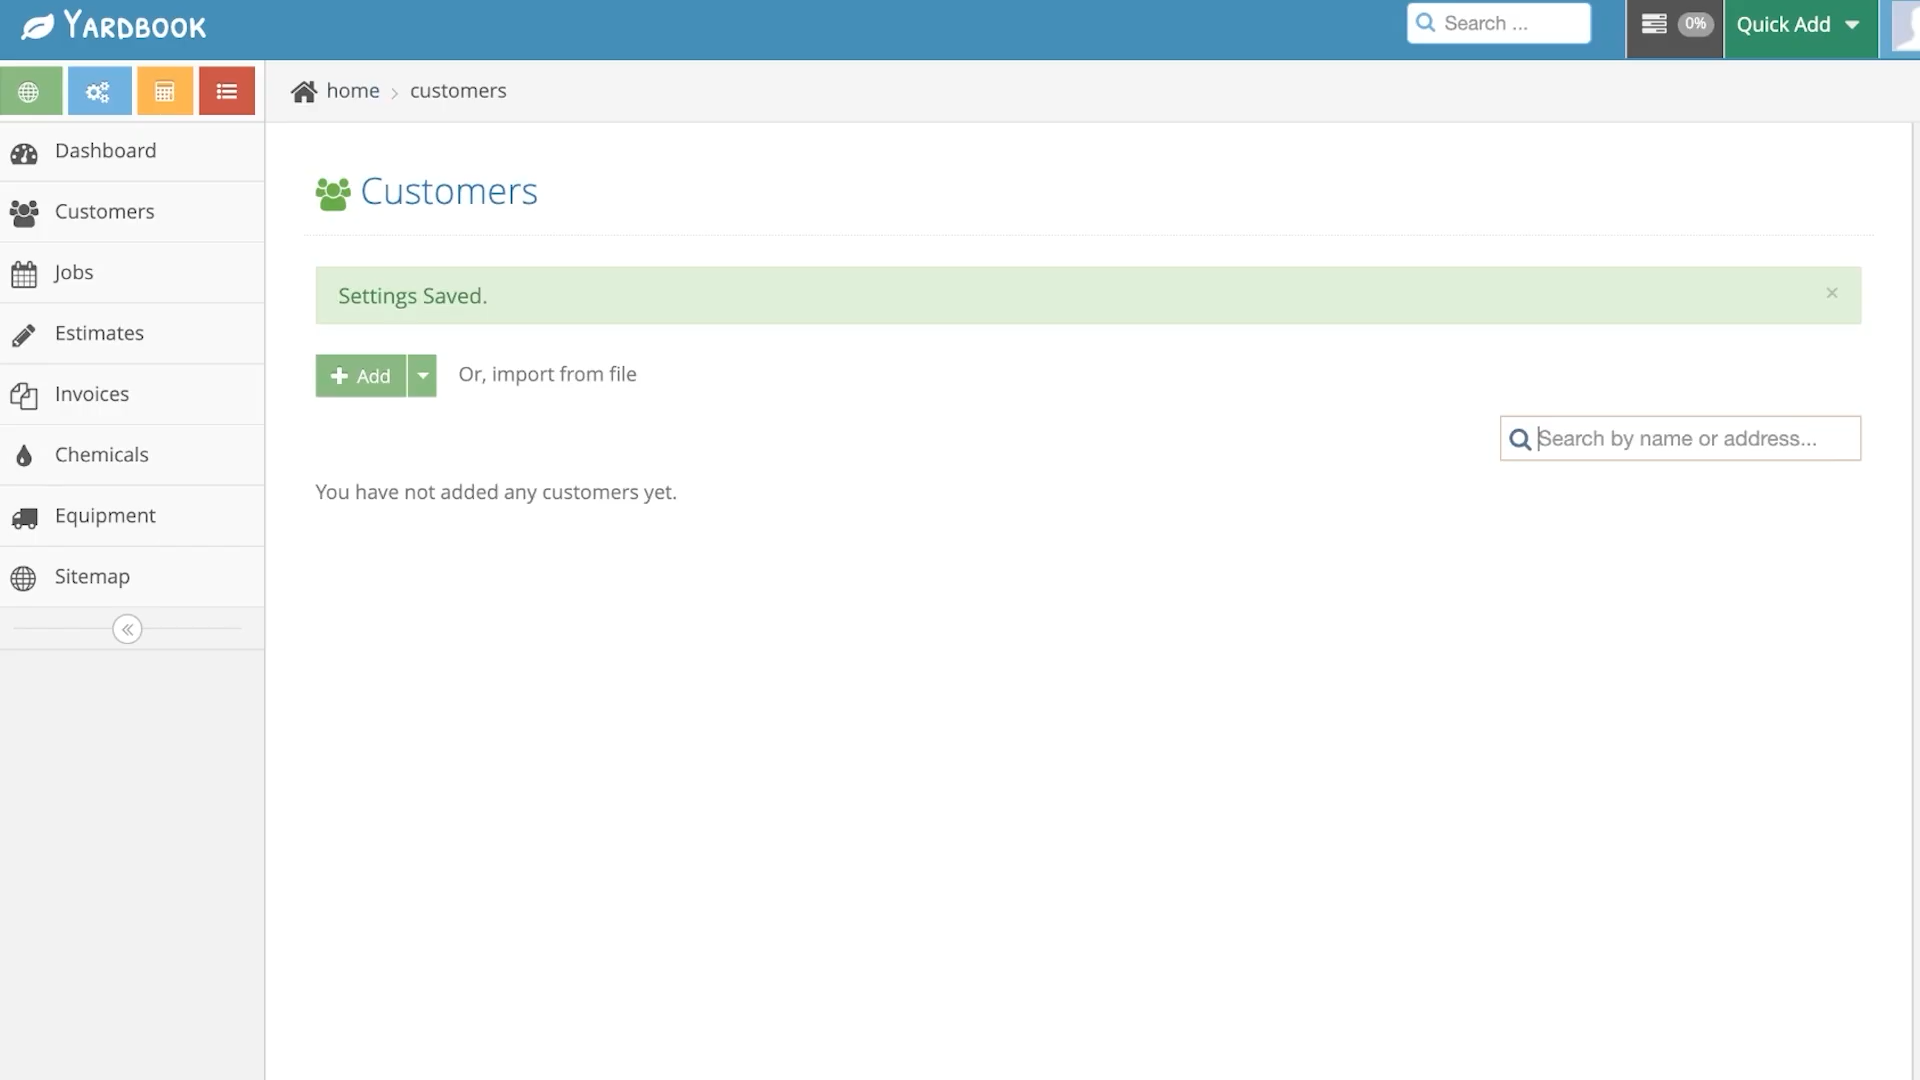 YARDBOOK
Search ...
0%
Quick Add
home
customers
Dashboard
Customers
Jobs
Estimates
Invoices
Chemicals
Equipment
Sitemap
Customers
Settings Saved.
×
Add
Or, import from file
Search by name or address...
You have not added any customers yet.